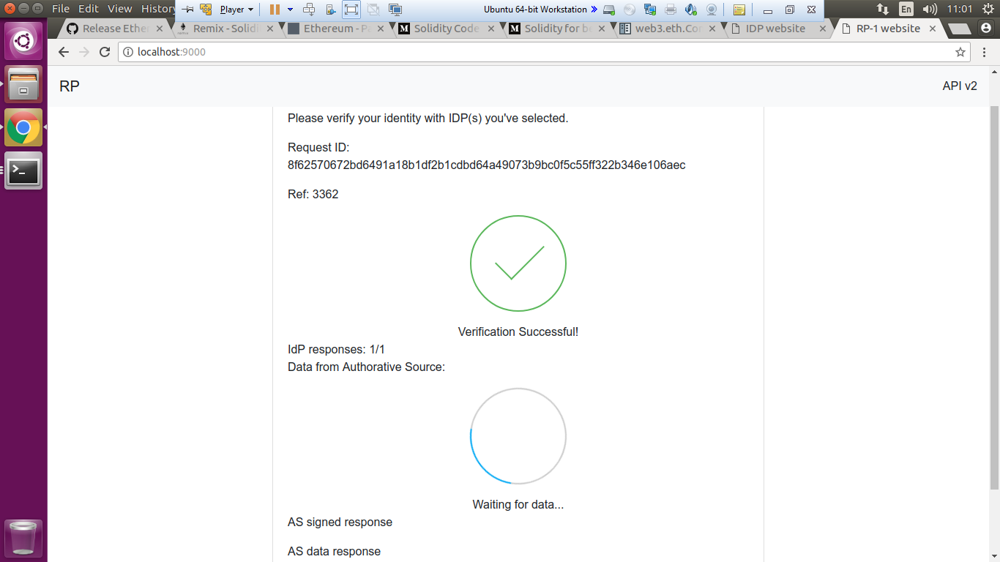 File Edit View History
Player
Ubuntu 64-bit Workstation
En
11:01
Release Ether
Remix - Solidi
Ethereum - Pa
Solidity Code
Solidity for be
web3.eth.Con
IDP website
RP-1 website
localhost:9000
RP
API v2
Please verify your identity with IDP(s) you've selected.
Request ID:
8f62570672bd6491a18b1df2b1cdbd64a49073b9bc0f5c55ff322b346e106aec
Ref: 3362
Verification Successful!
IdP responses: 1/1
Data from Authorative Source:
Waiting for data...
AS signed response
AS data response